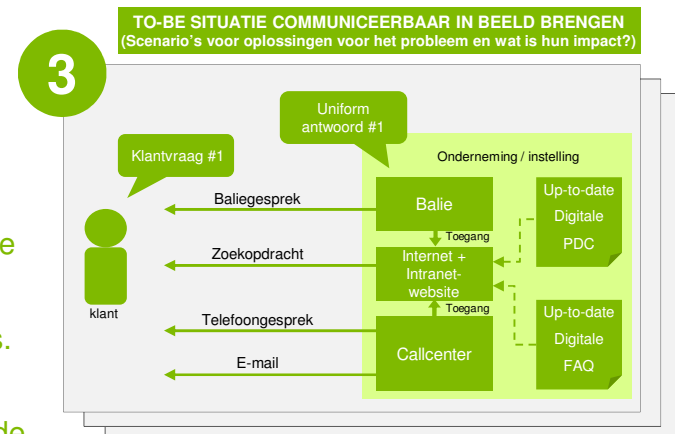 TO-BE SITUATIE COMMUNICEERBAAR IN BEELD BRENGEN
(Scenario's voor oplossingen voor het probleem en wat is hun impact?)
3
Uniform
antwoord #1
Klantvraag #1
Onderneming / instelling
Baliegesprek
Balie
Up-to-date
Digitale
PDC
Toegang
Zoekopdracht
Internet +
Intranet-
website
klant
Toegang
Telefoongesprek
Callcenter
Up-to-date
Digitale
FAQ
E-mail
e
s.
de